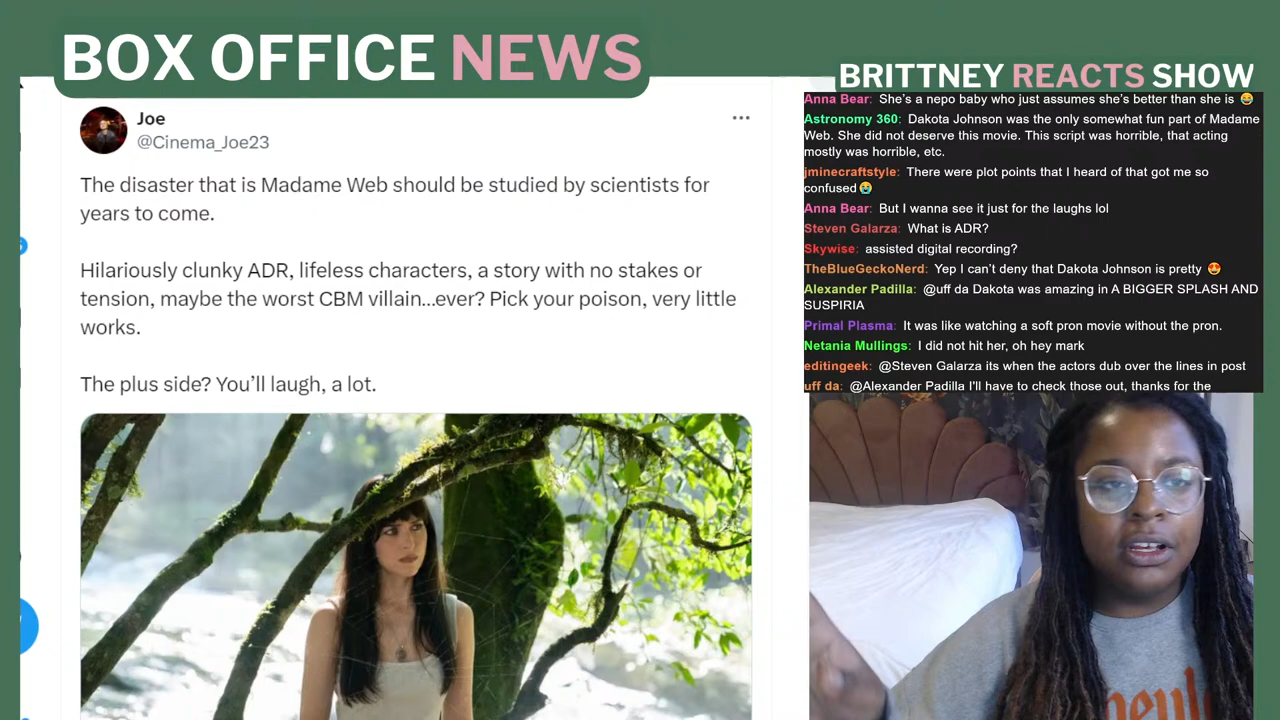 BOX OFFICE NEWS
Joe
@Cinema_Joe23
The disaster that is Madame Web should be studied by scientists for
years to come.
Hilariously clunky ADR, lifeless characters, a story with no stakes or
tension, maybe the worst CBM villain...ever? Pick your poison, very little
works.
The plus side? You'll laugh, a lot.
BRITTNEY REACTS SHOW
Anna Bear: She's a nepo baby who just assumes she's better than she is 😂
Astronomy 360: Dakota Johnson was the only somewhat fun part of Madame
Web. She did not deserve this movie. This script was horrible, that acting
mostly was horrible, etc.
jminecraftstyle: There were plot points that I heard of that got me so
confused😭
Anna Bear: But I wanna see it just for the laughs lol
Steven Galarza: What is ADR?
Skywise: assisted digital recording?
TheBlueGeckoNerd: Yep I can't deny that Dakota Johnson is pretty 😍
Alexander Padilla: @uff da Dakota was amazing in A BIGGER SPLASH AND
SUSPIRIA
Primal Plasma: It was like watching a soft pron movie without the pron.
Netania Mullings: I did not hit her, oh hey mark
editingeek: @Steven Galarza its when the actors dub over the lines in post
uff da: @Alexander Padilla I'll have to check those out, thanks for the